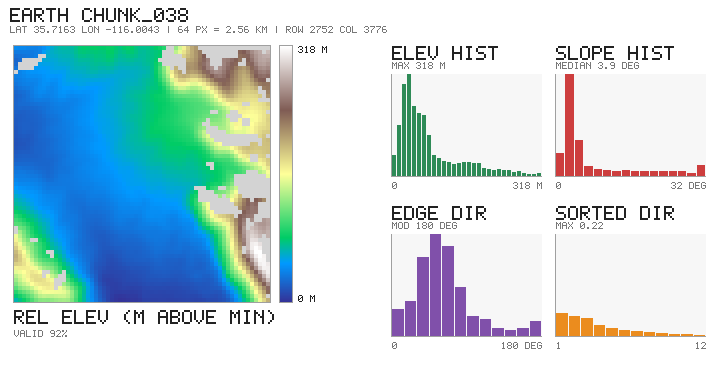 EARTH CHUNK_038
LAT 35.7163 LON -116.0043 | 64 PX = 2.56 KM | ROW 2752 COL 3776
318 M
0 M
REL ELEV (M ABOVE MIN)
VALID 92%
ELEV HIST
MAX 318 M
0 318 M
SLOPE HIST
MEDIAN 3.9 DEG
0 32 DEG
EDGE DIR
MOD 180 DEG
0 180 DEG
SORTED DIR
MAX 0.22
1 12